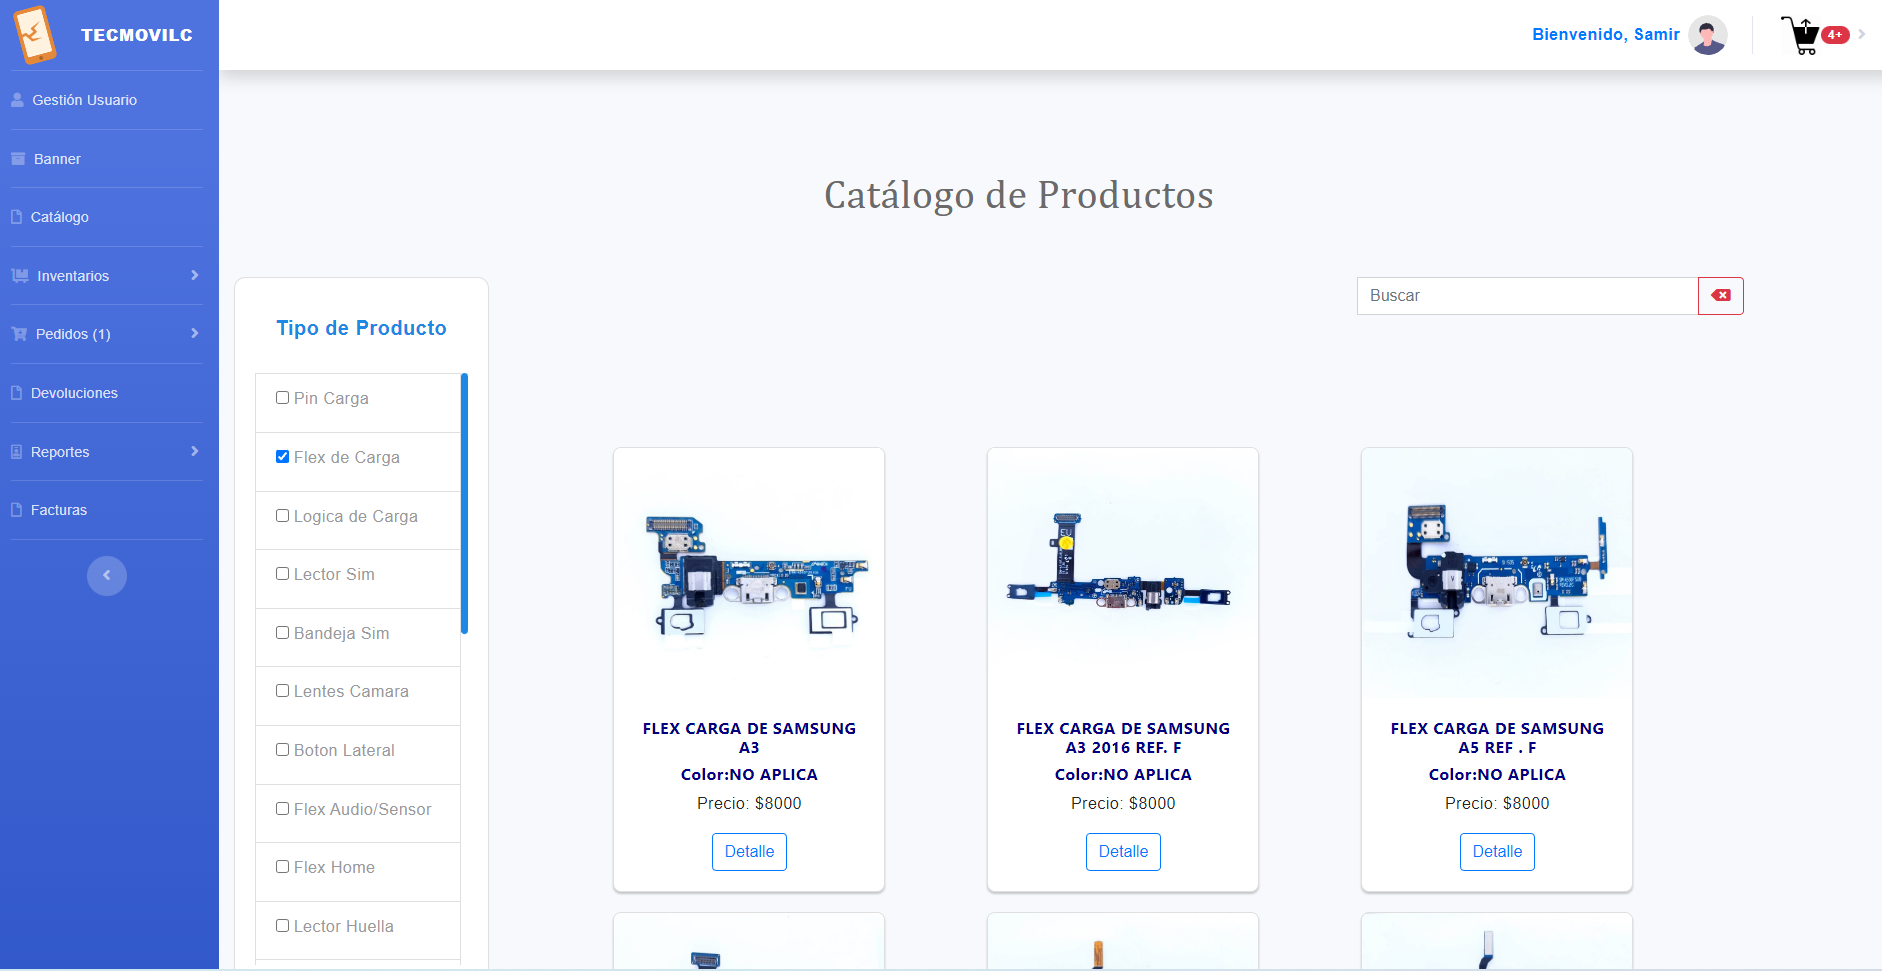 TECMOVILC
Bienvenido, Samir
4+
Gestión Usuario
Banner
Catálogo
Inventarios
Pedidos (1)
Devoluciones
Reportes
Facturas
Catálogo de Productos
Buscar
Tipo de Producto
Pin Carga
Flex de Carga
Logica de Carga
Lector Sim
Bandeja Sim
Lentes Camara
Boton Lateral
Flex Audio/Sensor
Flex Home
Lector Huella
FLEX CARGA DE SAMSUNG
A3
Color:NO APLICA
Precio: $8000
Detalle
FLEX CARGA DE SAMSUNG
A3 2016 REF. F
Color:NO APLICA
Precio: $8000
Detalle
FLEX CARGA DE SAMSUNG
A5 REF . F
Color:NO APLICA
Precio: $8000
Detalle